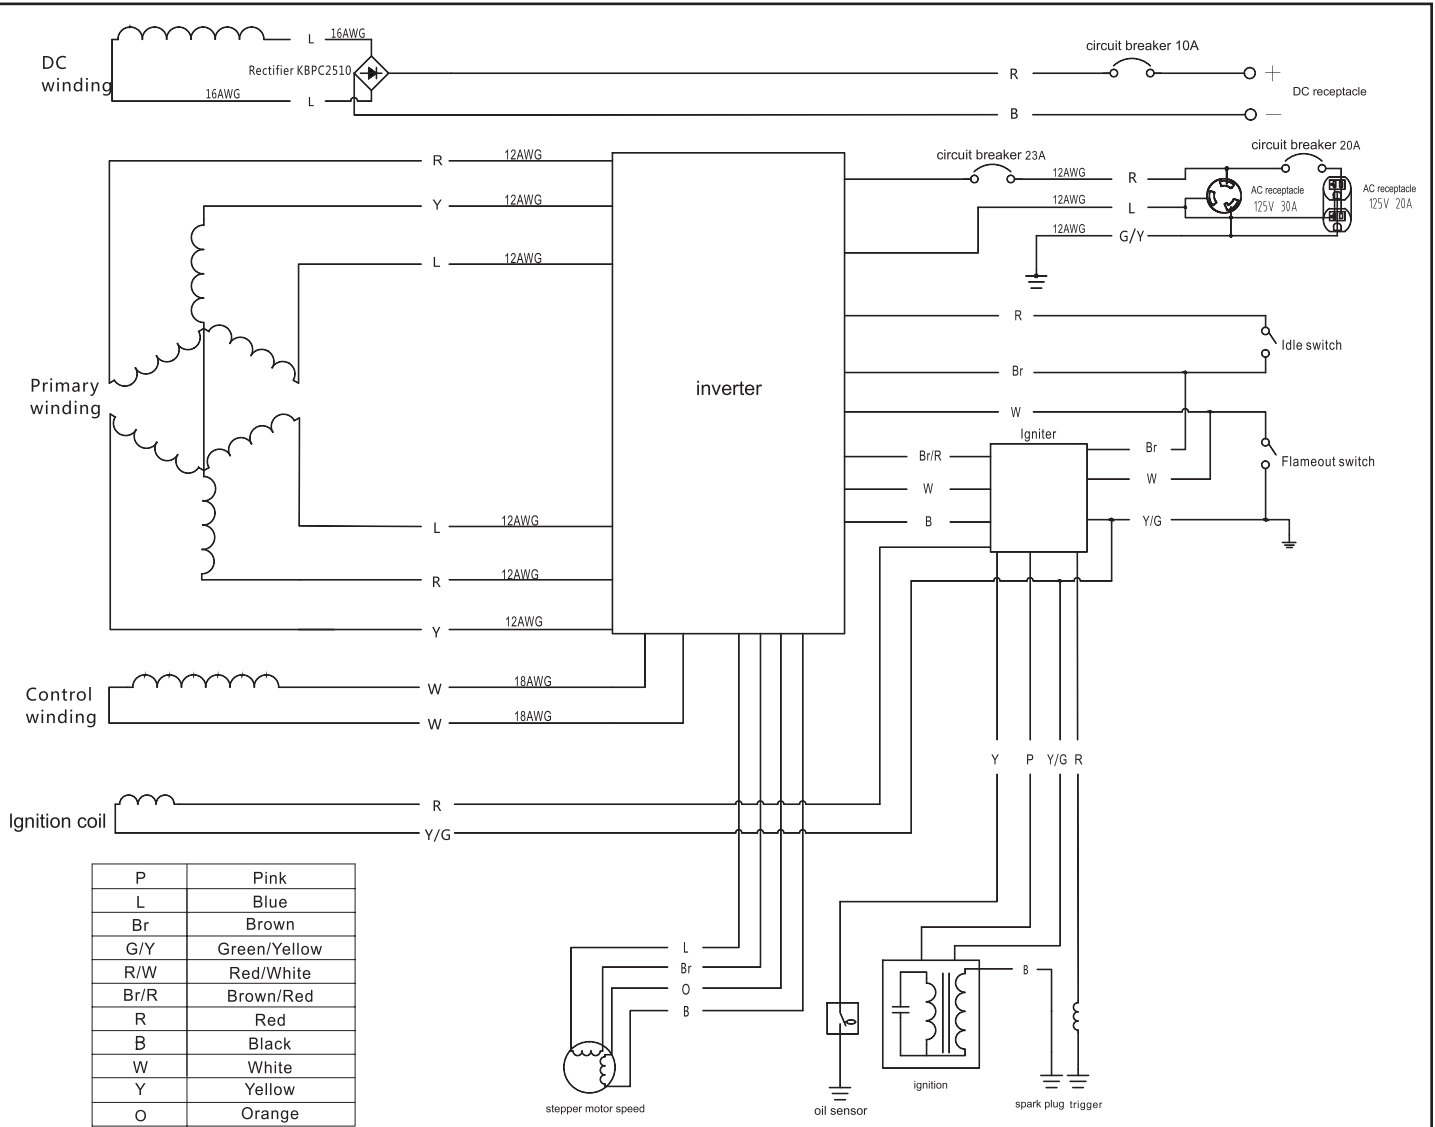 DC
winding
L 16AWG
Rectifier KBPC2510
16AWG L
circuit breaker 10A
R
+
DC receptacle
B
−
R 12AWG
Y 12AWG
L 12AWG
Primary
winding
L 12AWG
R 12AWG
Y 12AWG
inverter
circuit breaker 23A
12AWG R
12AWG L
12AWG G/Y
circuit breaker 20A
AC receptacle
125V 30A
AC receptacle
125V 20A
R
Idle switch
Br
W
Igniter
Br/R
W
B
Br
W
Y/G
Flameout switch
Control
winding
W 18AWG
W 18AWG
Y P Y/G R
Ignition coil
R
Y/G
P Pink
L Blue
Br Brown
G/Y Green/Yellow
R/W Red/White
Br/R Brown/Red
R Red
B Black
W White
Y Yellow
O Orange
L
Br
O
B
stepper motor speed
oil sensor
B
ignition
spark plug trigger